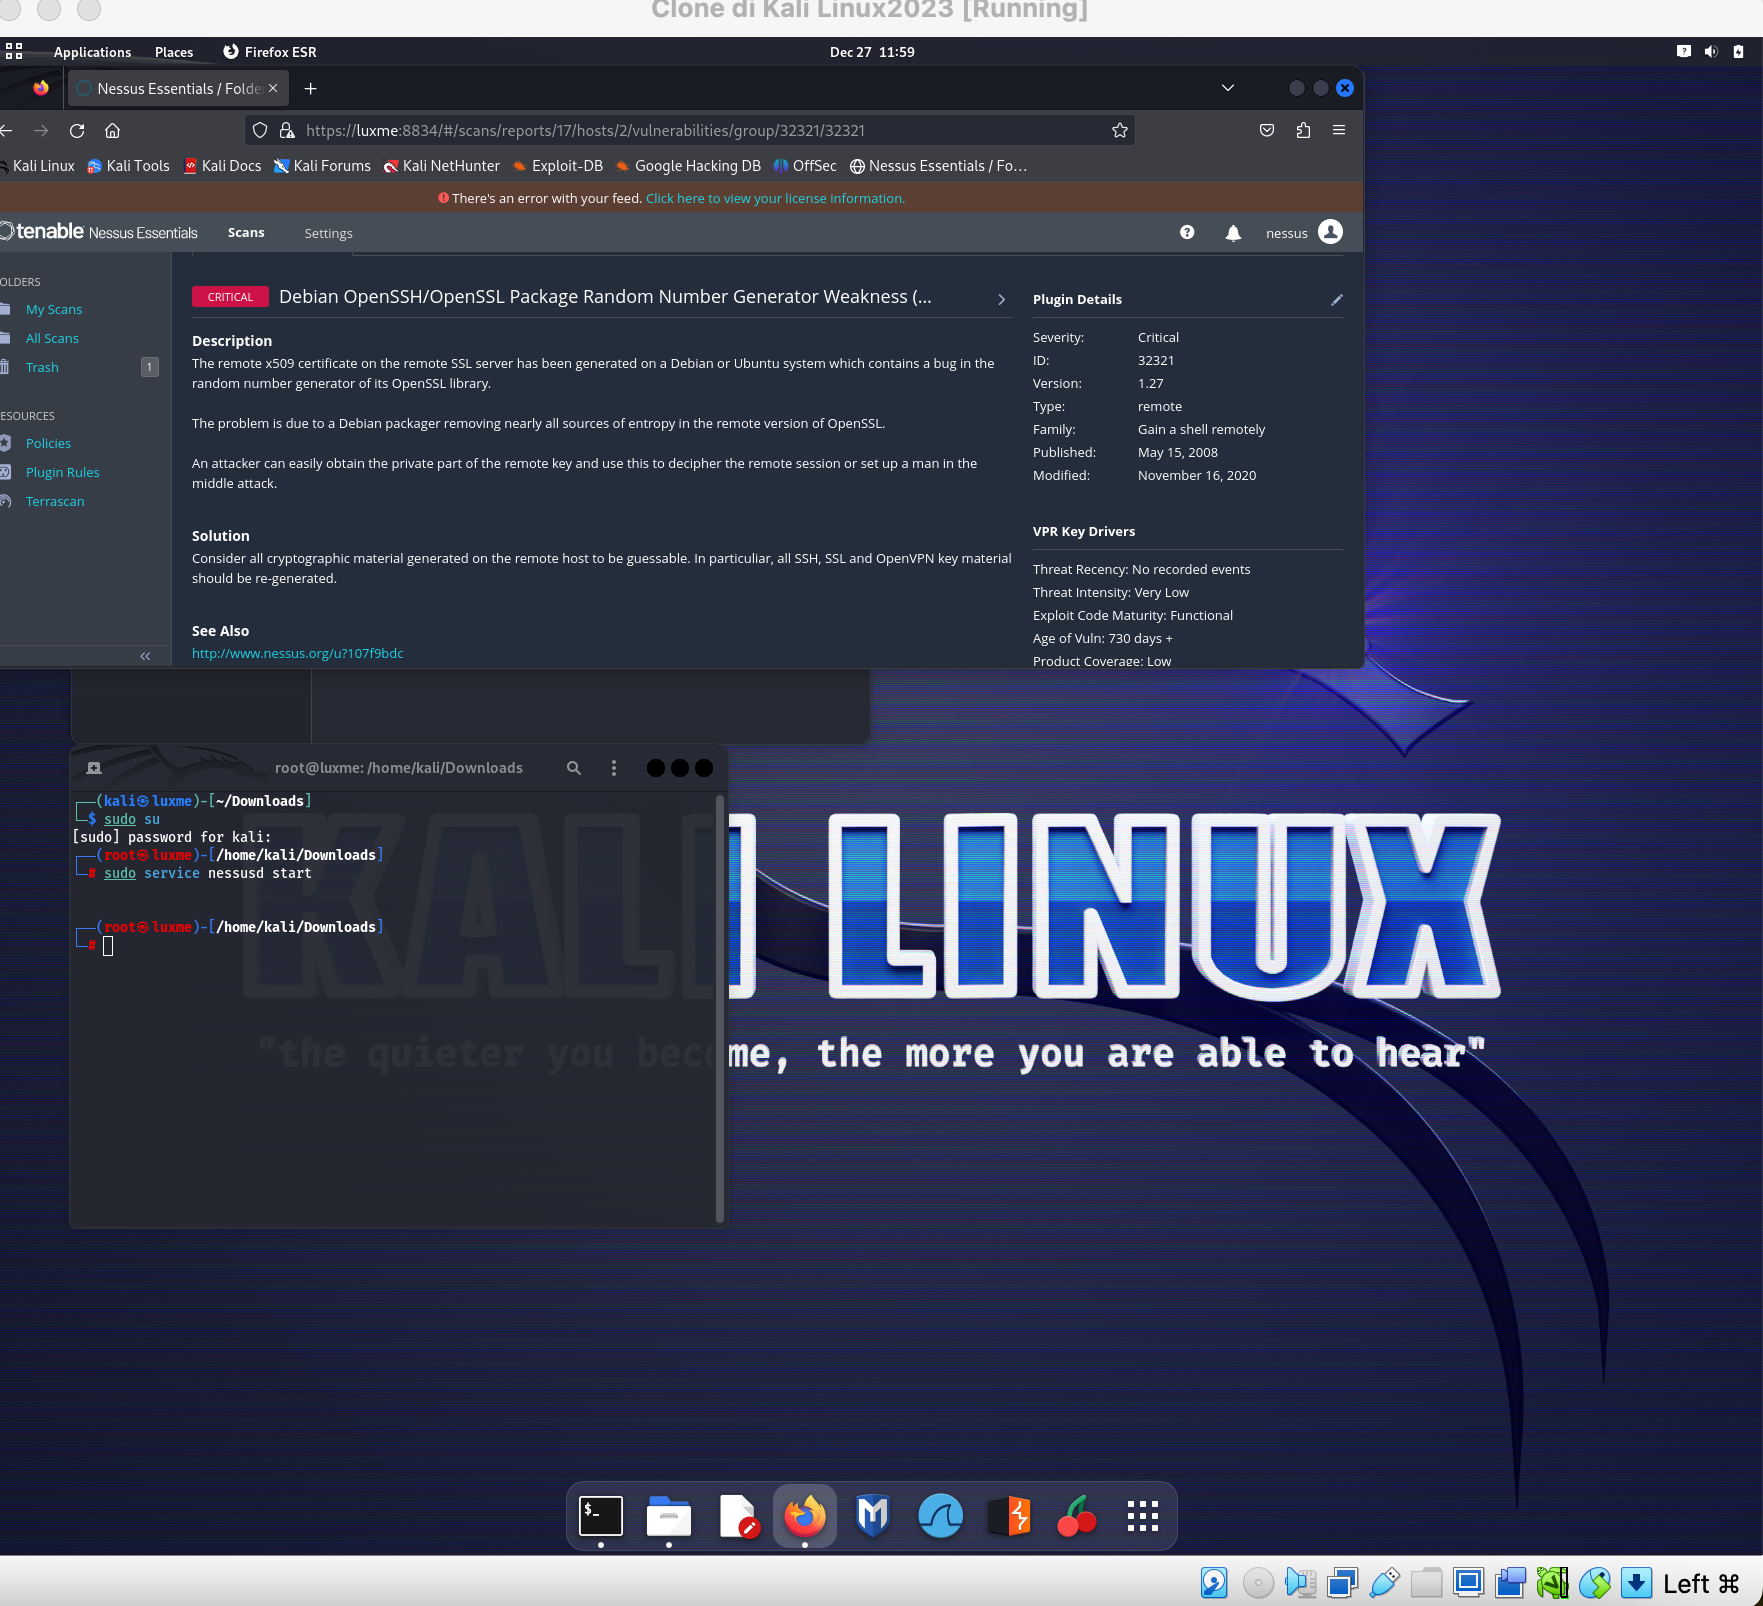 Clone di Kali Linux2023 [Running]
Applications Places Firefox ESR Dec 27 11:59
Nessus Essentials / Folde
https://luxme:8834/#/scans/reports/17/hosts/2/vulnerabilities/group/32321/32321
Kali Linux Kali Tools Kali Docs Kali Forums Kali NetHunter Exploit-DB Google Hacking DB OffSec Nessus Essentials / Fo...
There's an error with your feed. Click here to view your license information.
tenable Nessus Essentials Scans Settings nessus
OLDERS
My Scans
All Scans
Trash 1
ESOURCES
Policies
Plugin Rules
Terrascan
CRITICAL Debian OpenSSH/OpenSSL Package Random Number Generator Weakness (...
Description
The remote x509 certificate on the remote SSL server has been generated on a Debian or Ubuntu system which contains a bug in the
random number generator of its OpenSSL library.
The problem is due to a Debian packager removing nearly all sources of entropy in the remote version of OpenSSL.
An attacker can easily obtain the private part of the remote key and use this to decipher the remote session or set up a man in the
middle attack.
Solution
Consider all cryptographic material generated on the remote host to be guessable. In particuliar, all SSH, SSL and OpenVPN key material
should be re-generated.
See Also
http://www.nessus.org/u?107f9bdc
Plugin Details
Severity: Critical
ID: 32321
Version: 1.27
Type: remote
Family: Gain a shell remotely
Published: May 15, 2008
Modified: November 16, 2020
VPR Key Drivers
Threat Recency: No recorded events
Threat Intensity: Very Low
Exploit Code Maturity: Functional
Age of Vuln: 730 days +
Product Coverage: Low
root@luxme: /home/kali/Downloads
(kali㉿luxme)-[~/Downloads]
$ sudo su
[sudo] password for kali:
(root㉿luxme)-[/home/kali/Downloads]
# sudo service nessusd start
(root㉿luxme)-[/home/kali/Downloads]
#
KALI LINUX
"the quieter you become, the more you are able to hear"
$_
Left ⌘